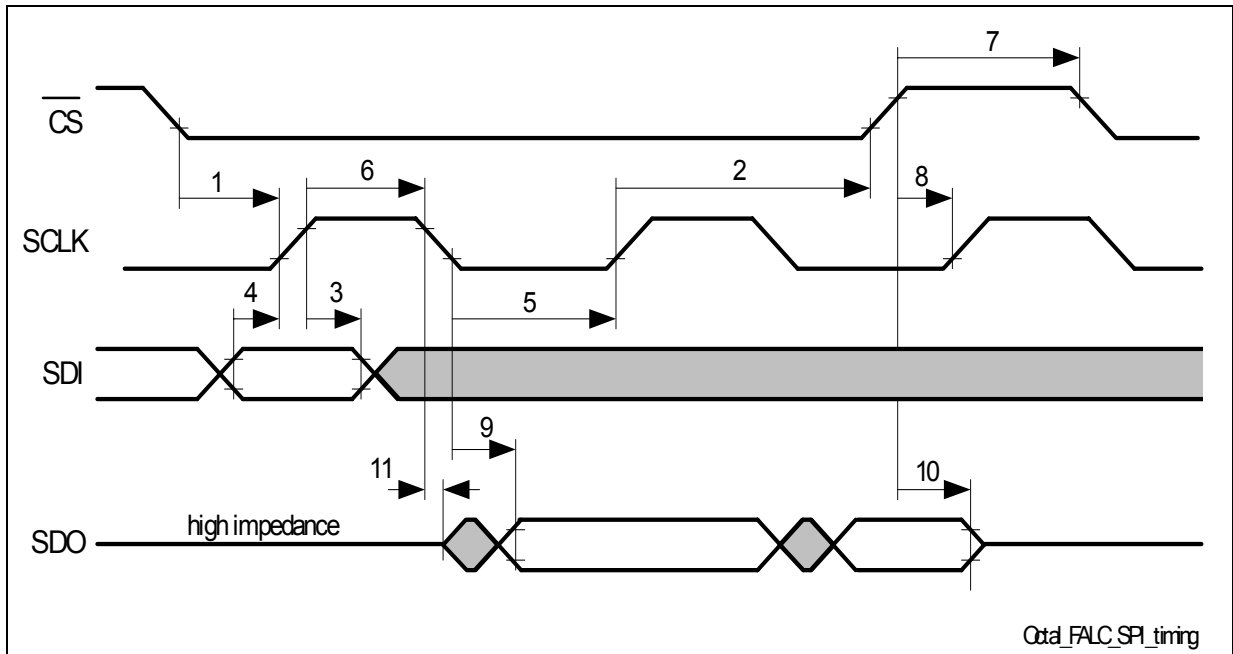 7
CS
1
6
2
8
SCLK
4
3
5
SDI
9
11
10
high impedance
SDO
Octal_FALC_SPI_timing